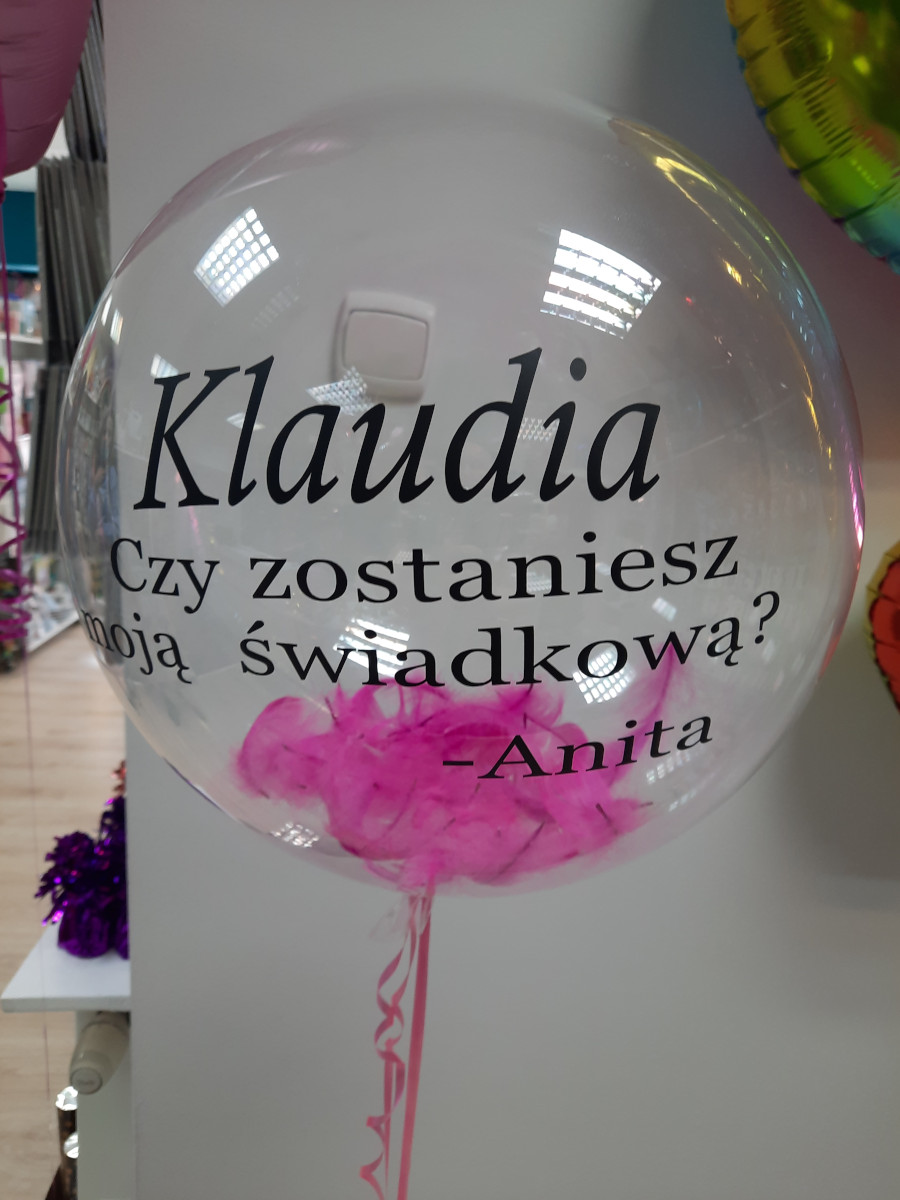 Klaudia
Czy zostaniesz
moją świadkową?
-Anita